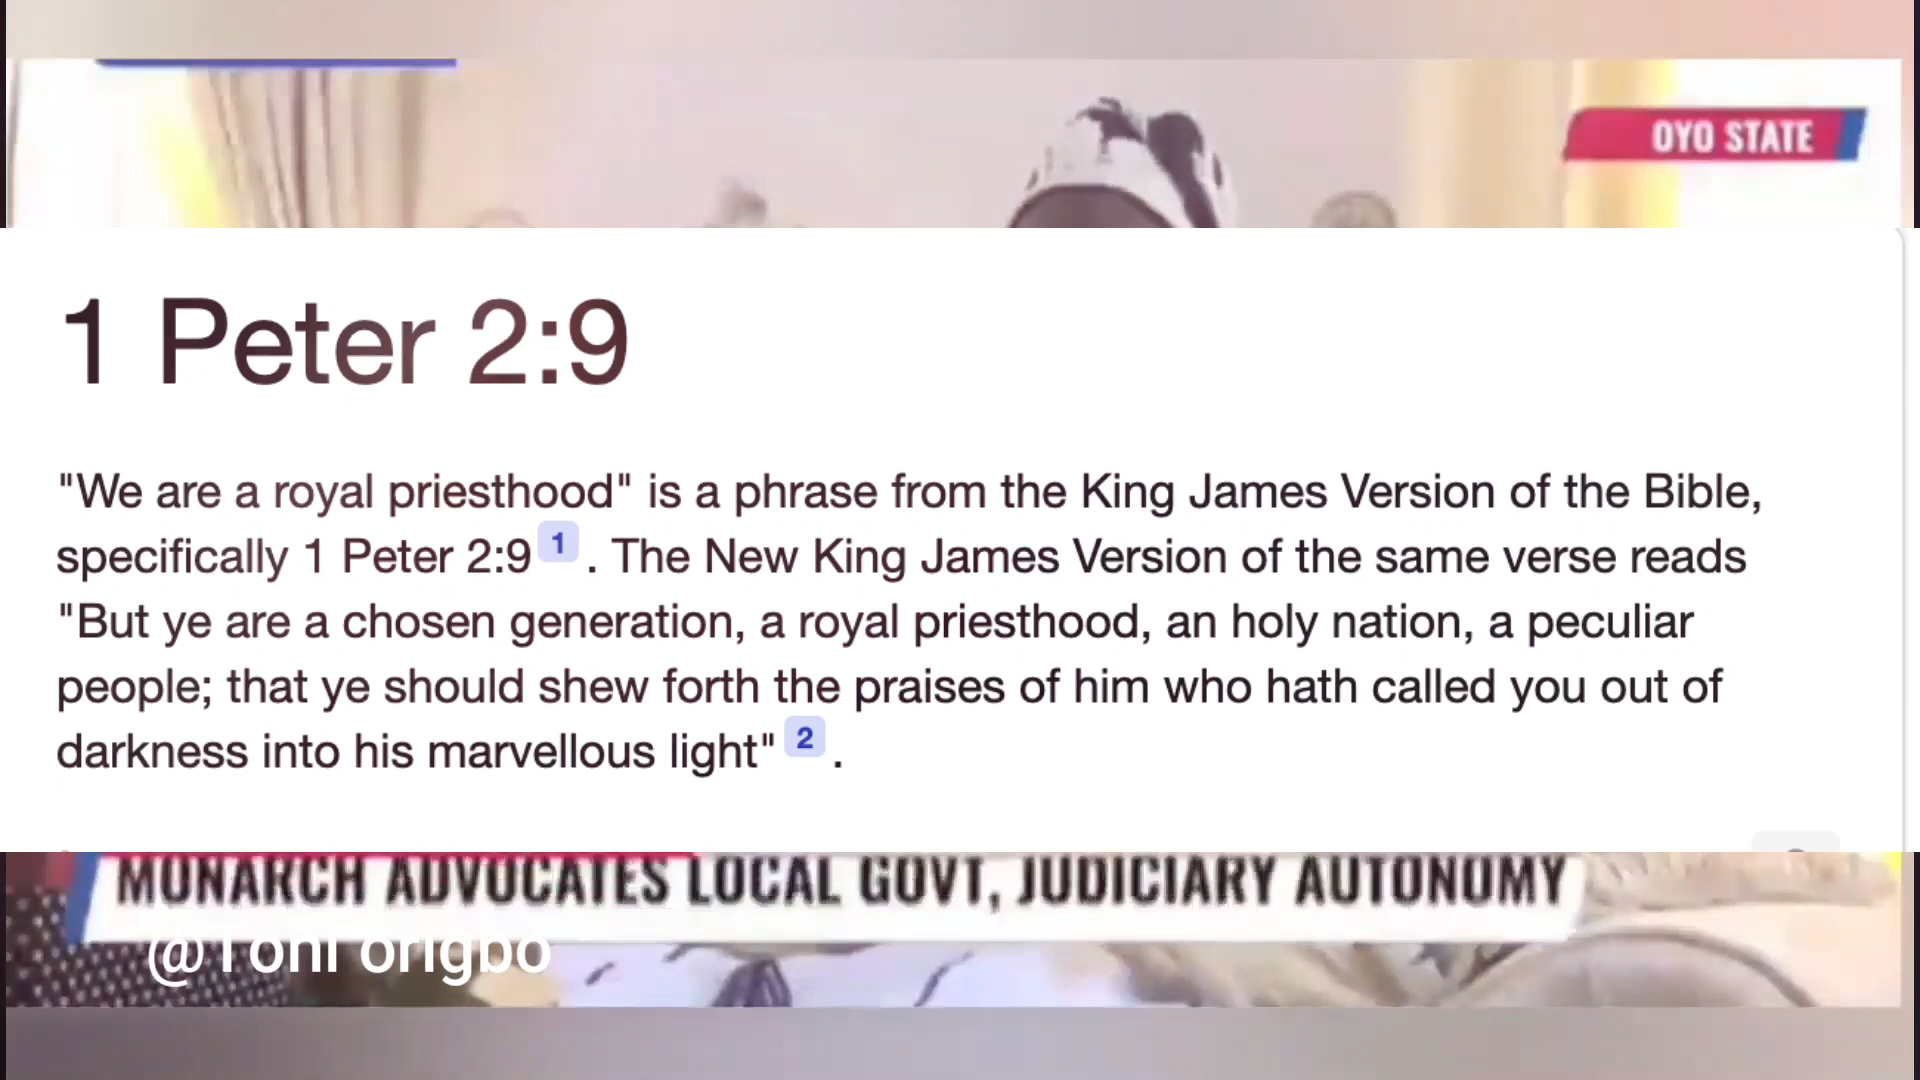 OYO STATE
1 Peter 2:9
"We are a royal priesthood" is a phrase from the King James Version of the Bible,
specifically 1 Peter 2:9 1 . The New King James Version of the same verse reads
"But ye are a chosen generation, a royal priesthood, an holy nation, a peculiar
people; that ye should shew forth the praises of him who hath called you out of
darkness into his marvellous light" 2 .
MONARCH ADVOCATES LOCAL GOVT, JUDICIARY AUTONOMY
@Toni origbo